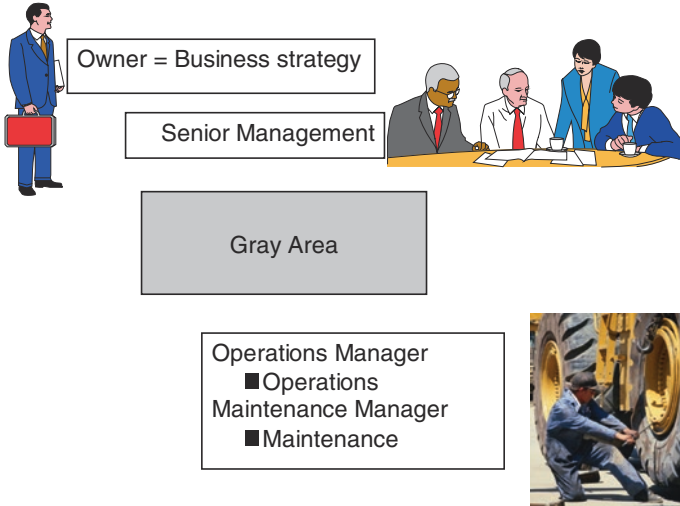 Owner = Business strategy
Senior Management
Gray Area
Operations Manager
■Operations
Maintenance Manager
■Maintenance